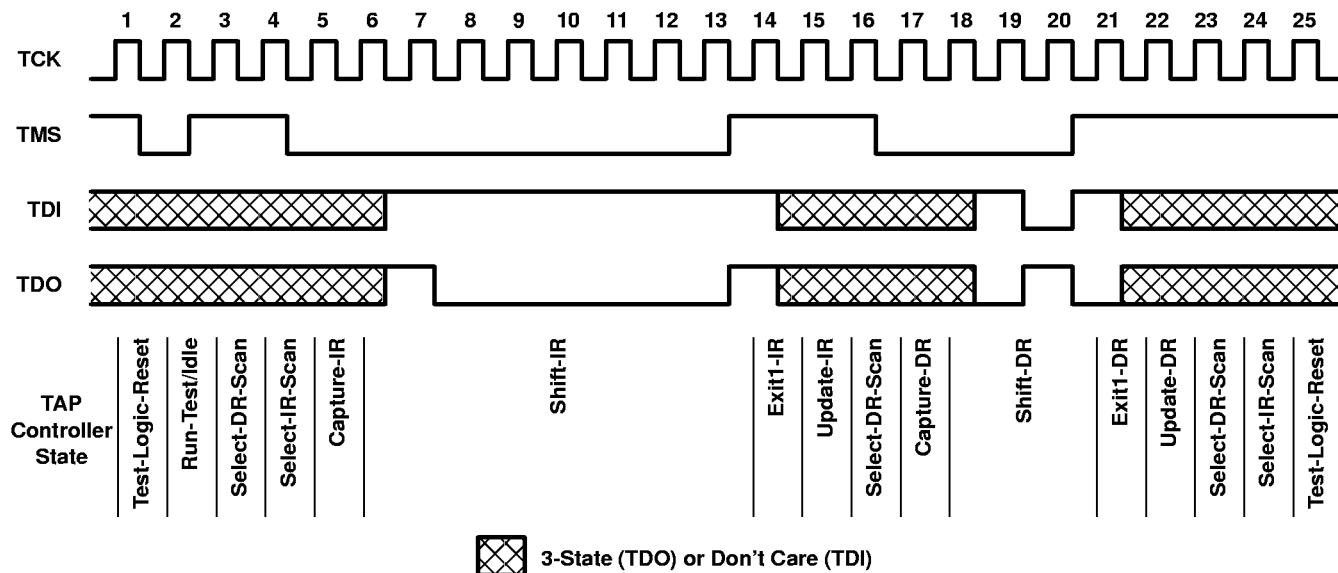 1 2 3 4 5 6 7 8 9 10 11 12 13 14 15 16 17 18 19 20 21 22 23 24 25
TCK
TMS
TDI
TDO
TAP
Controller
State
Test-Logic-Reset
Run-Test/Idle
Select-DR-Scan
Select-IR-Scan
Capture-IR
Shift-IR
Exit1-IR
Update-IR
Select-DR-Scan
Capture-DR
Shift-DR
Exit1-DR
Update-DR
Select-DR-Scan
Select-IR-Scan
Test-Logic-Reset
3-State (TDO) or Don’t Care (TDI)